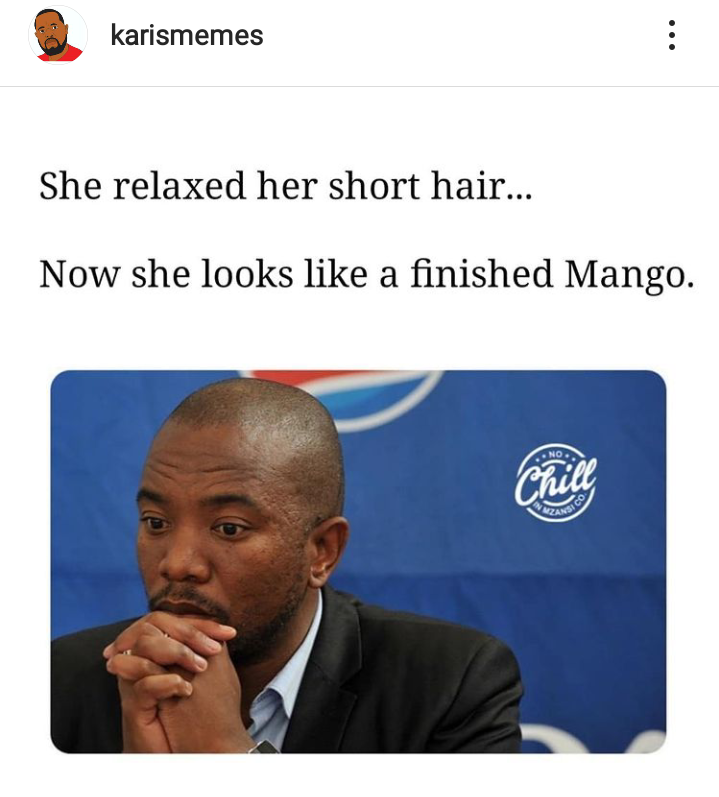 karismemes
She relaxed her short hair...
Now she looks like a finished Mango.
NO
Chill
IN MZANSI CO.